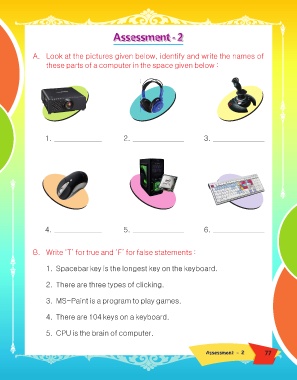 Assessment - 2
A. Look at the pictures given below, identify and write the names of
these parts of a computer in the space given below :
1. ____________ 2. ____________ 3. ____________
4. ____________ 5. ____________ 6. ____________
B. Write 'T' for true and 'F' for false statements :
1. Spacebar key is the longest key on the keyboard.
2. There are three types of clicking.
3. MS-Paint is a program to play games.
4. There are 104 keys on a keyboard.
5. CPU is the brain of computer.
Assessment - 2 77